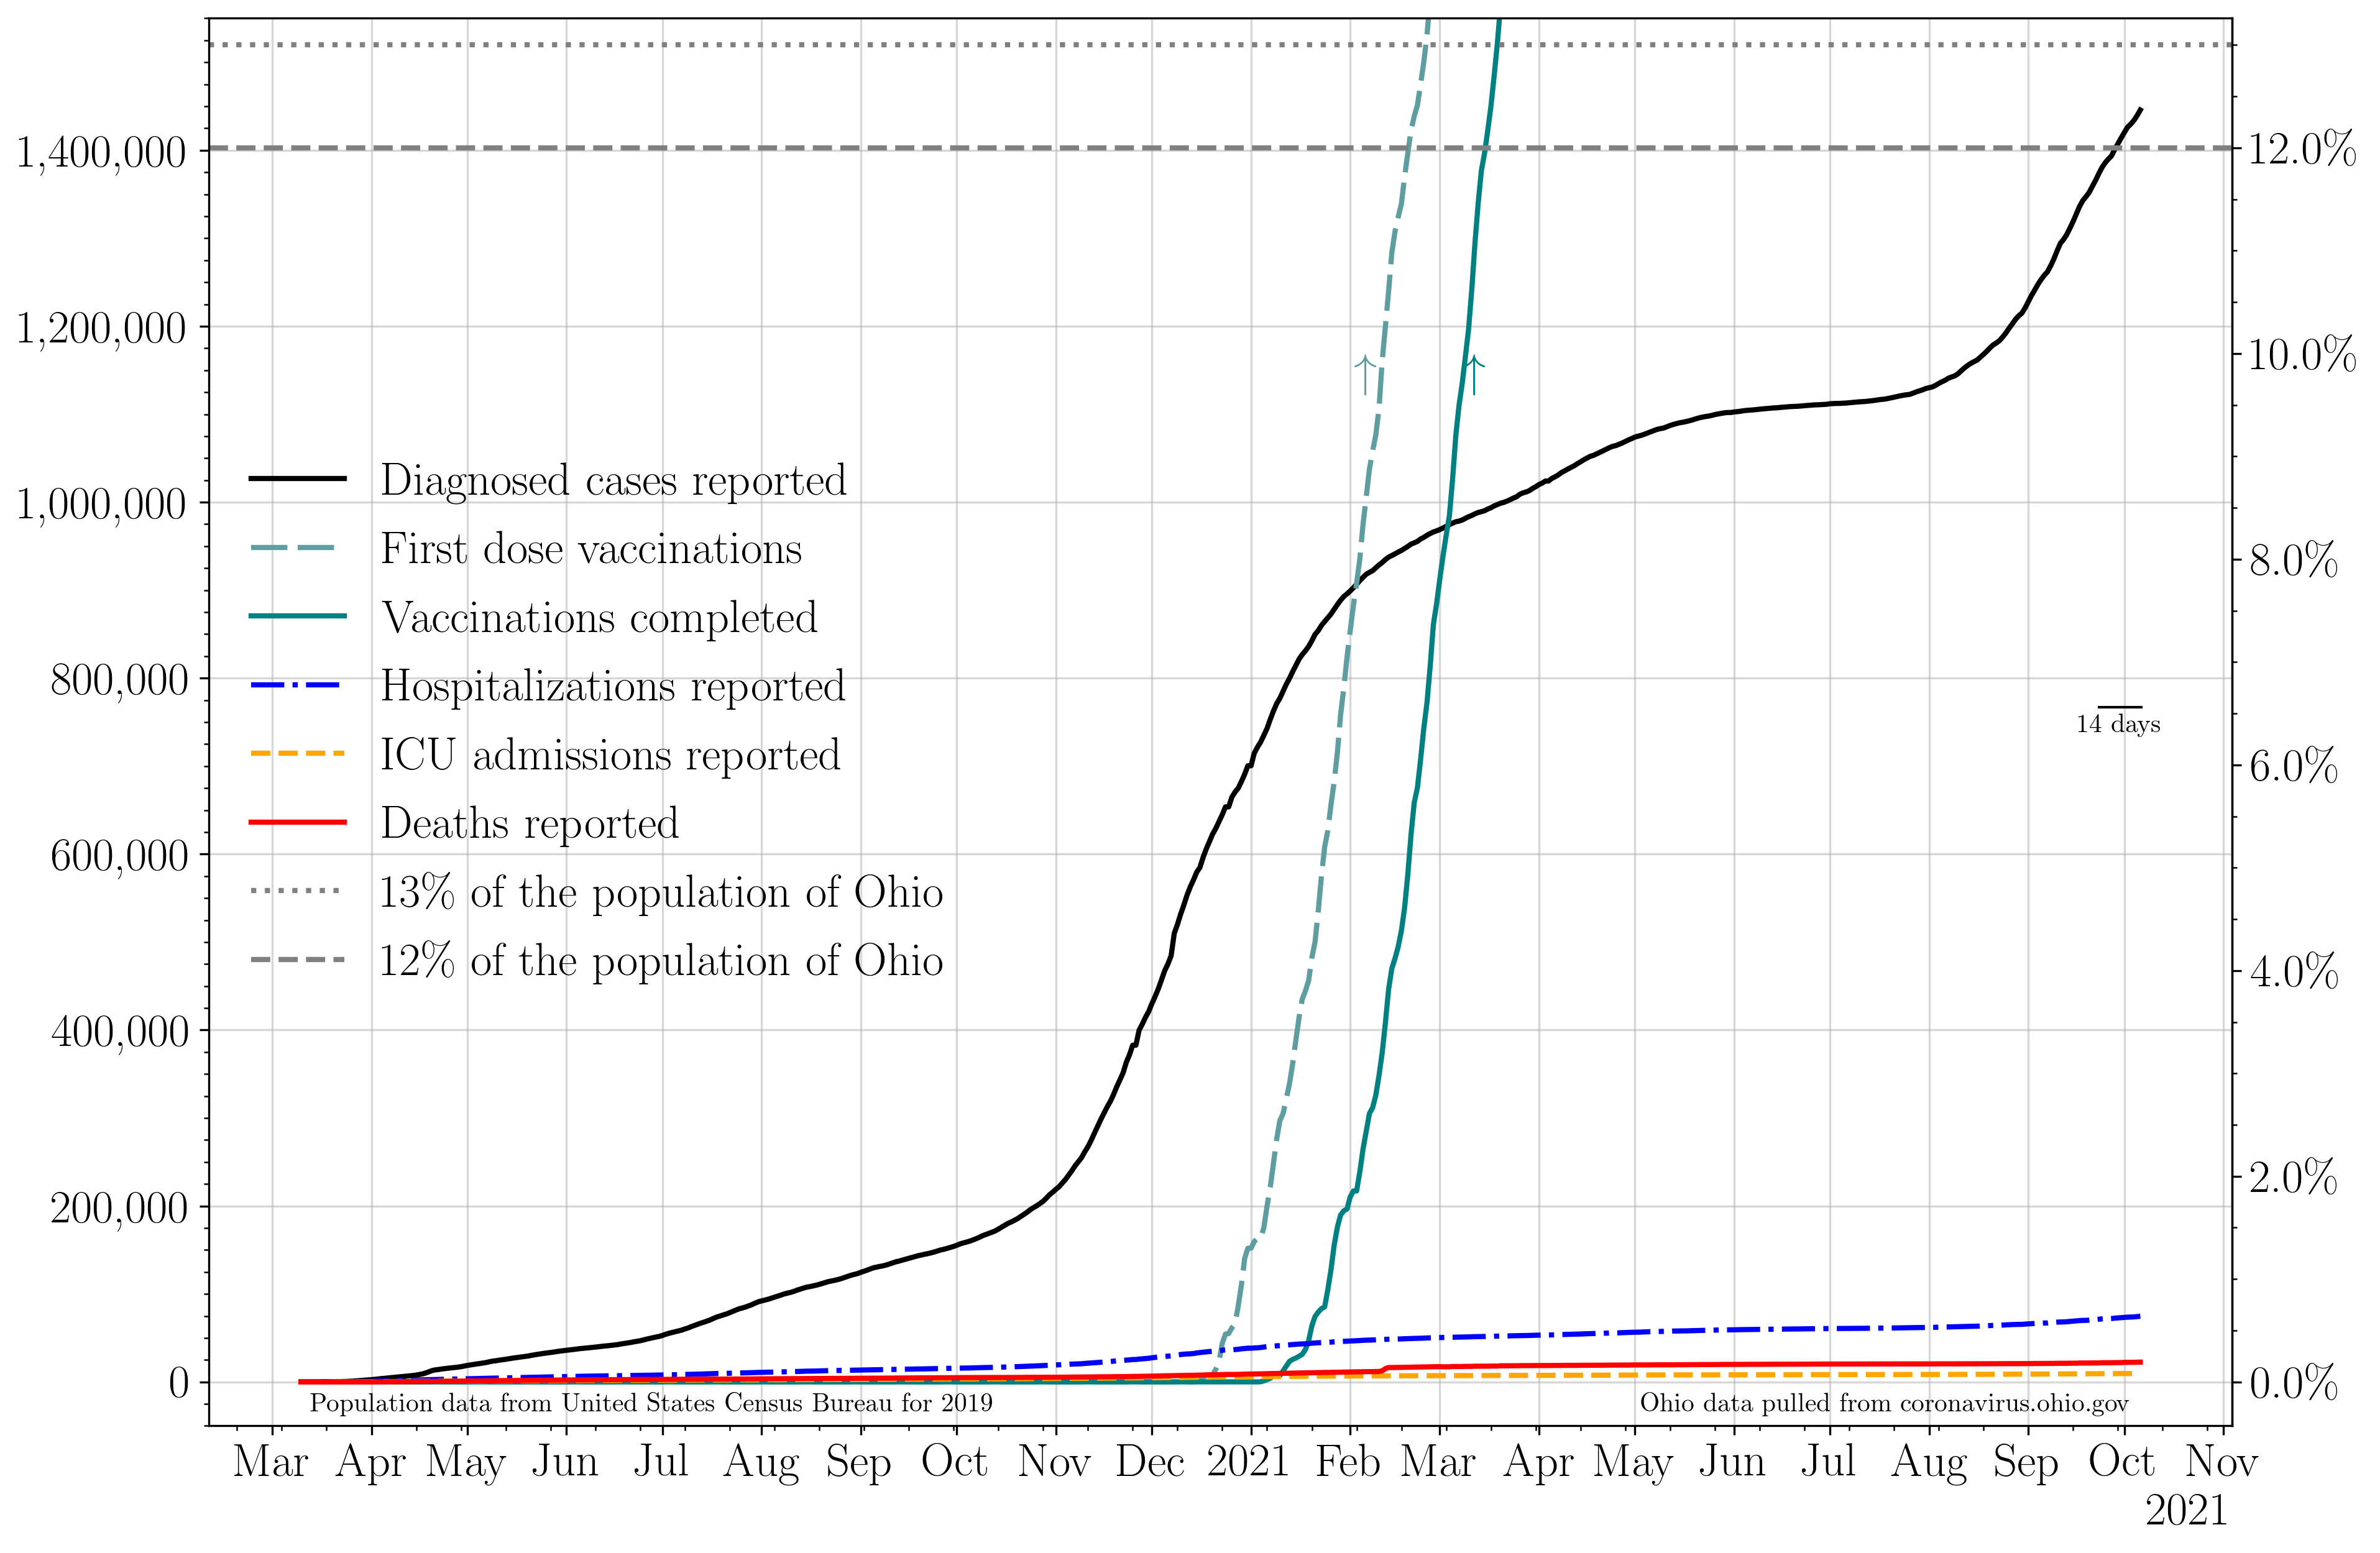 1,400,000
1,200,000
1,000,000
800,000
600,000
400,000
200,000
0
12.0%
10.0%
8.0%
6.0%
4.0%
2.0%
0.0%
↑ ↑
Diagnosed cases reported
First dose vaccinations
Vaccinations completed
Hospitalizations reported
ICU admissions reported
Deaths reported
13% of the population of Ohio
12% of the population of Ohio
14 days
Population data from United States Census Bureau for 2019
Ohio data pulled from coronavirus.ohio.gov
Mar Apr May Jun Jul Aug Sep Oct Nov Dec 2021 Feb Mar Apr May Jun Jul Aug Sep Oct Nov
2021